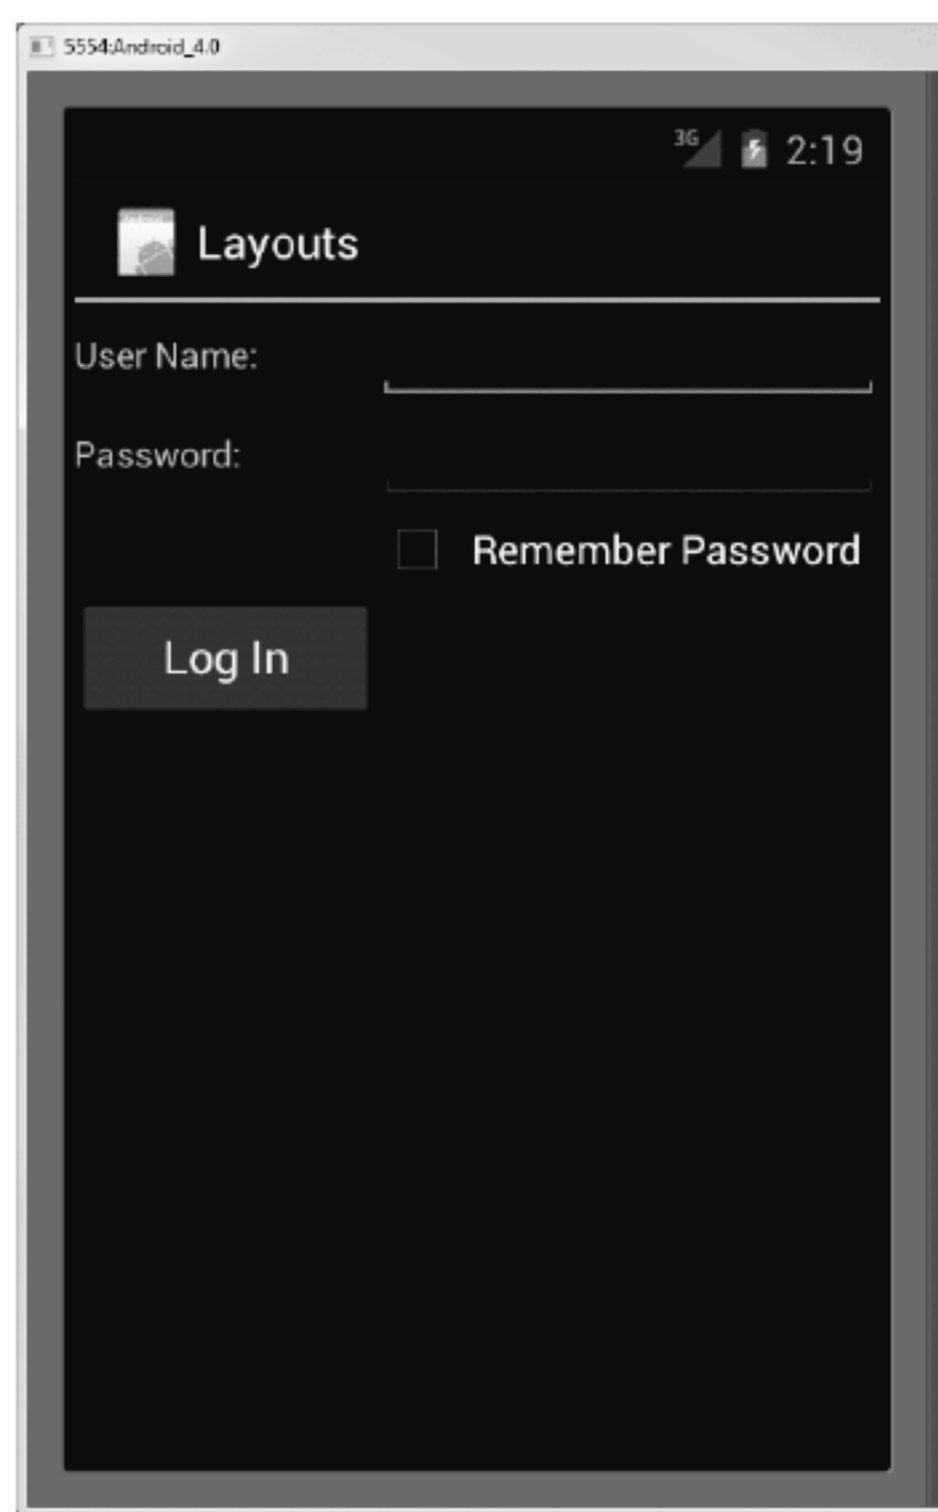 5554:Android_4.0
3G 2:19
Layouts
User Name:
Password:
Remember Password
Log In